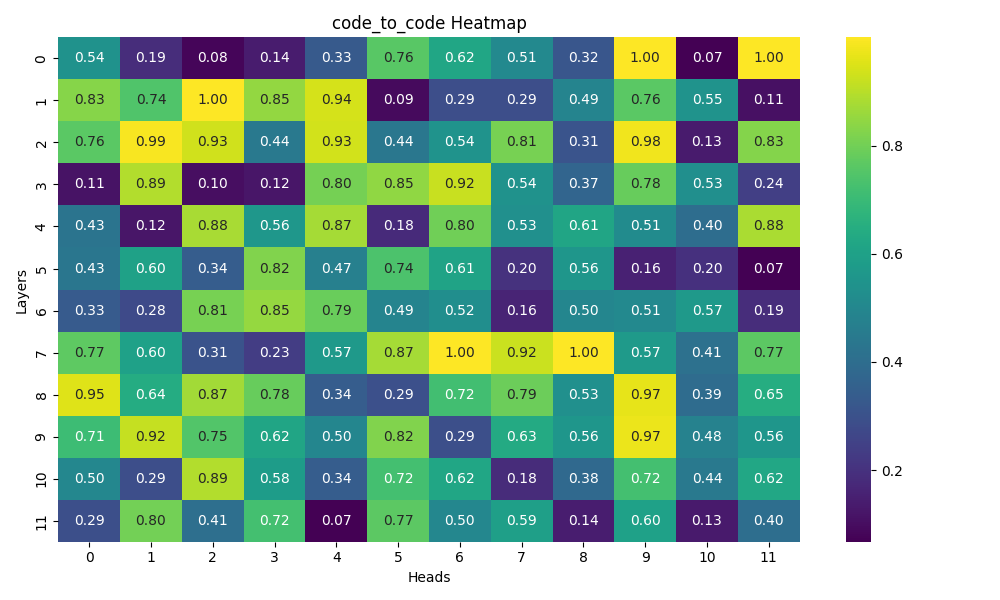 code_to_code Heatmap
0 0.54 0.19 0.08 0.14 0.33 0.76 0.62 0.51 0.32 1.00 0.07 1.00
1 0.83 0.74 1.00 0.85 0.94 0.09 0.29 0.29 0.49 0.76 0.55 0.11
2 0.76 0.99 0.93 0.44 0.93 0.44 0.54 0.81 0.31 0.98 0.13 0.83
0.8
3 0.11 0.89 0.10 0.12 0.80 0.85 0.92 0.54 0.37 0.78 0.53 0.24
4 0.43 0.12 0.88 0.56 0.87 0.18 0.80 0.53 0.61 0.51 0.40 0.88
0.6
5 0.43 0.60 0.34 0.82 0.47 0.74 0.61 0.20 0.56 0.16 0.20 0.07
Layers
6 0.33 0.28 0.81 0.85 0.79 0.49 0.52 0.16 0.50 0.51 0.57 0.19
7 0.77 0.60 0.31 0.23 0.57 0.87 1.00 0.92 1.00 0.57 0.41 0.77
0.4
8 0.95 0.64 0.87 0.78 0.34 0.29 0.72 0.79 0.53 0.97 0.39 0.65
9 0.71 0.92 0.75 0.62 0.50 0.82 0.29 0.63 0.56 0.97 0.48 0.56
0.2
10 0.50 0.29 0.89 0.58 0.34 0.72 0.62 0.18 0.38 0.72 0.44 0.62
11 0.29 0.80 0.41 0.72 0.07 0.77 0.50 0.59 0.14 0.60 0.13 0.40
0 1 2 3 4 5 6 7 8 9 10 11
Heads